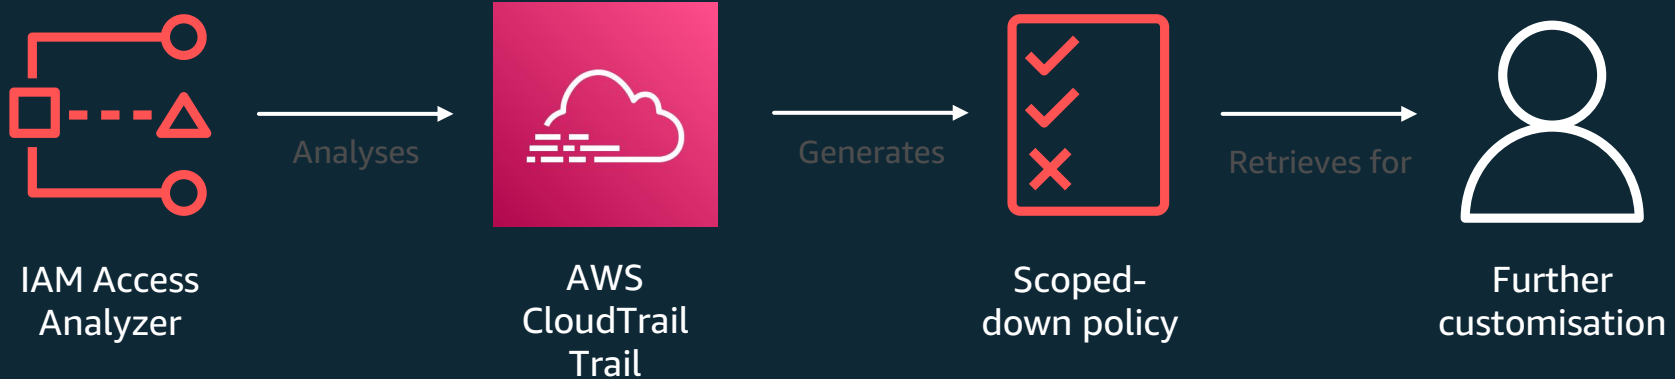 Analyses
Generates
Retrieves for
IAM Access
Analyzer
AWS
CloudTrail
Trail
Scoped-
down policy
Further
customisation